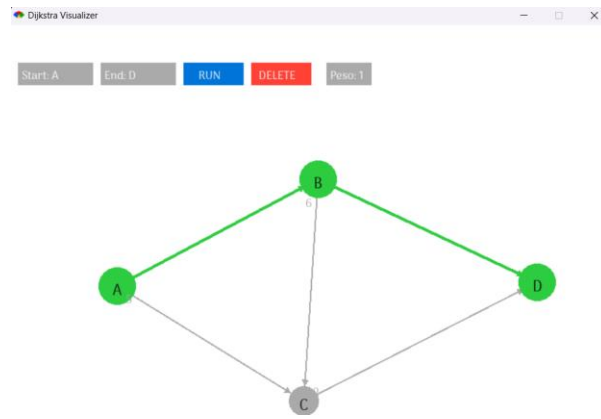 Dijkstra Visualizer
Start: A
End: D
RUN
DELETE
Peso: 1
B
6
A
D
C